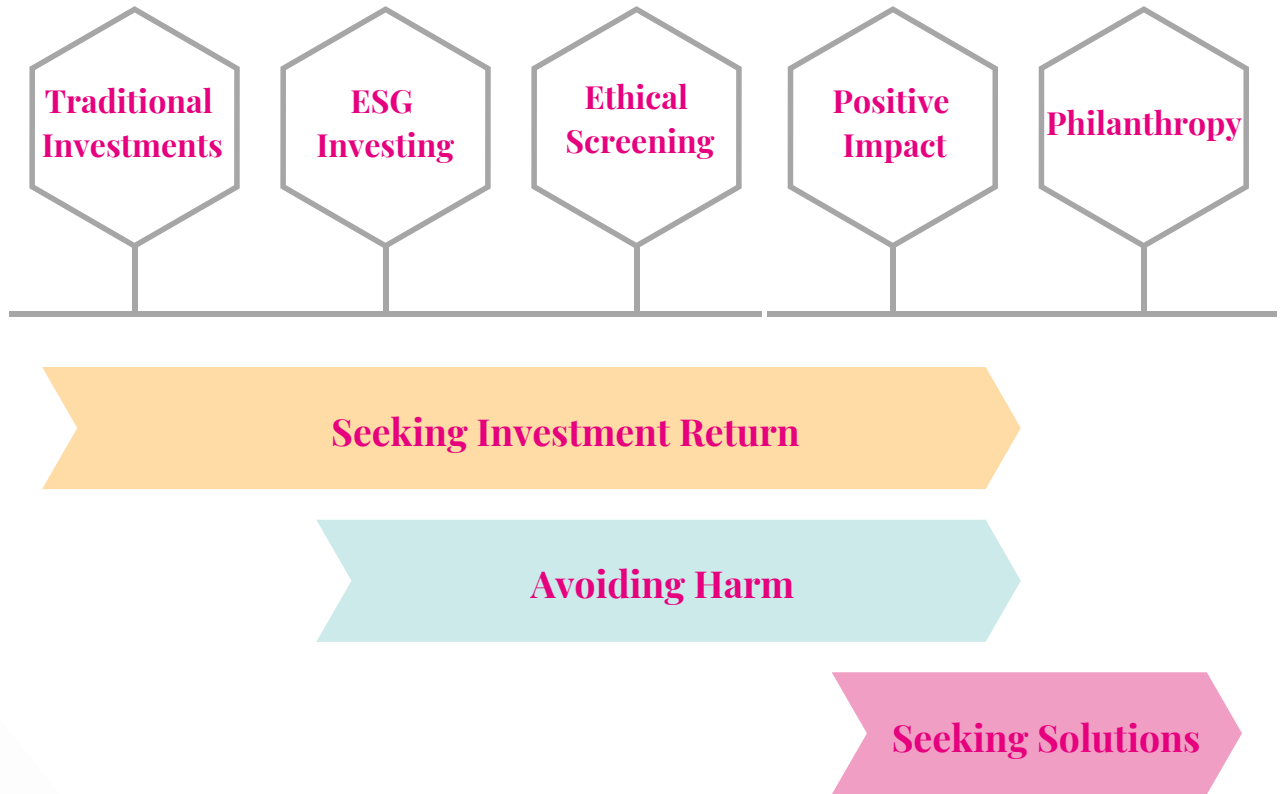 Traditional
Investments
ESG
Investing
Ethical
Screening
Positive
Impact
Philanthropy
Seeking Investment Return
Avoiding Harm
Seeking Solutions